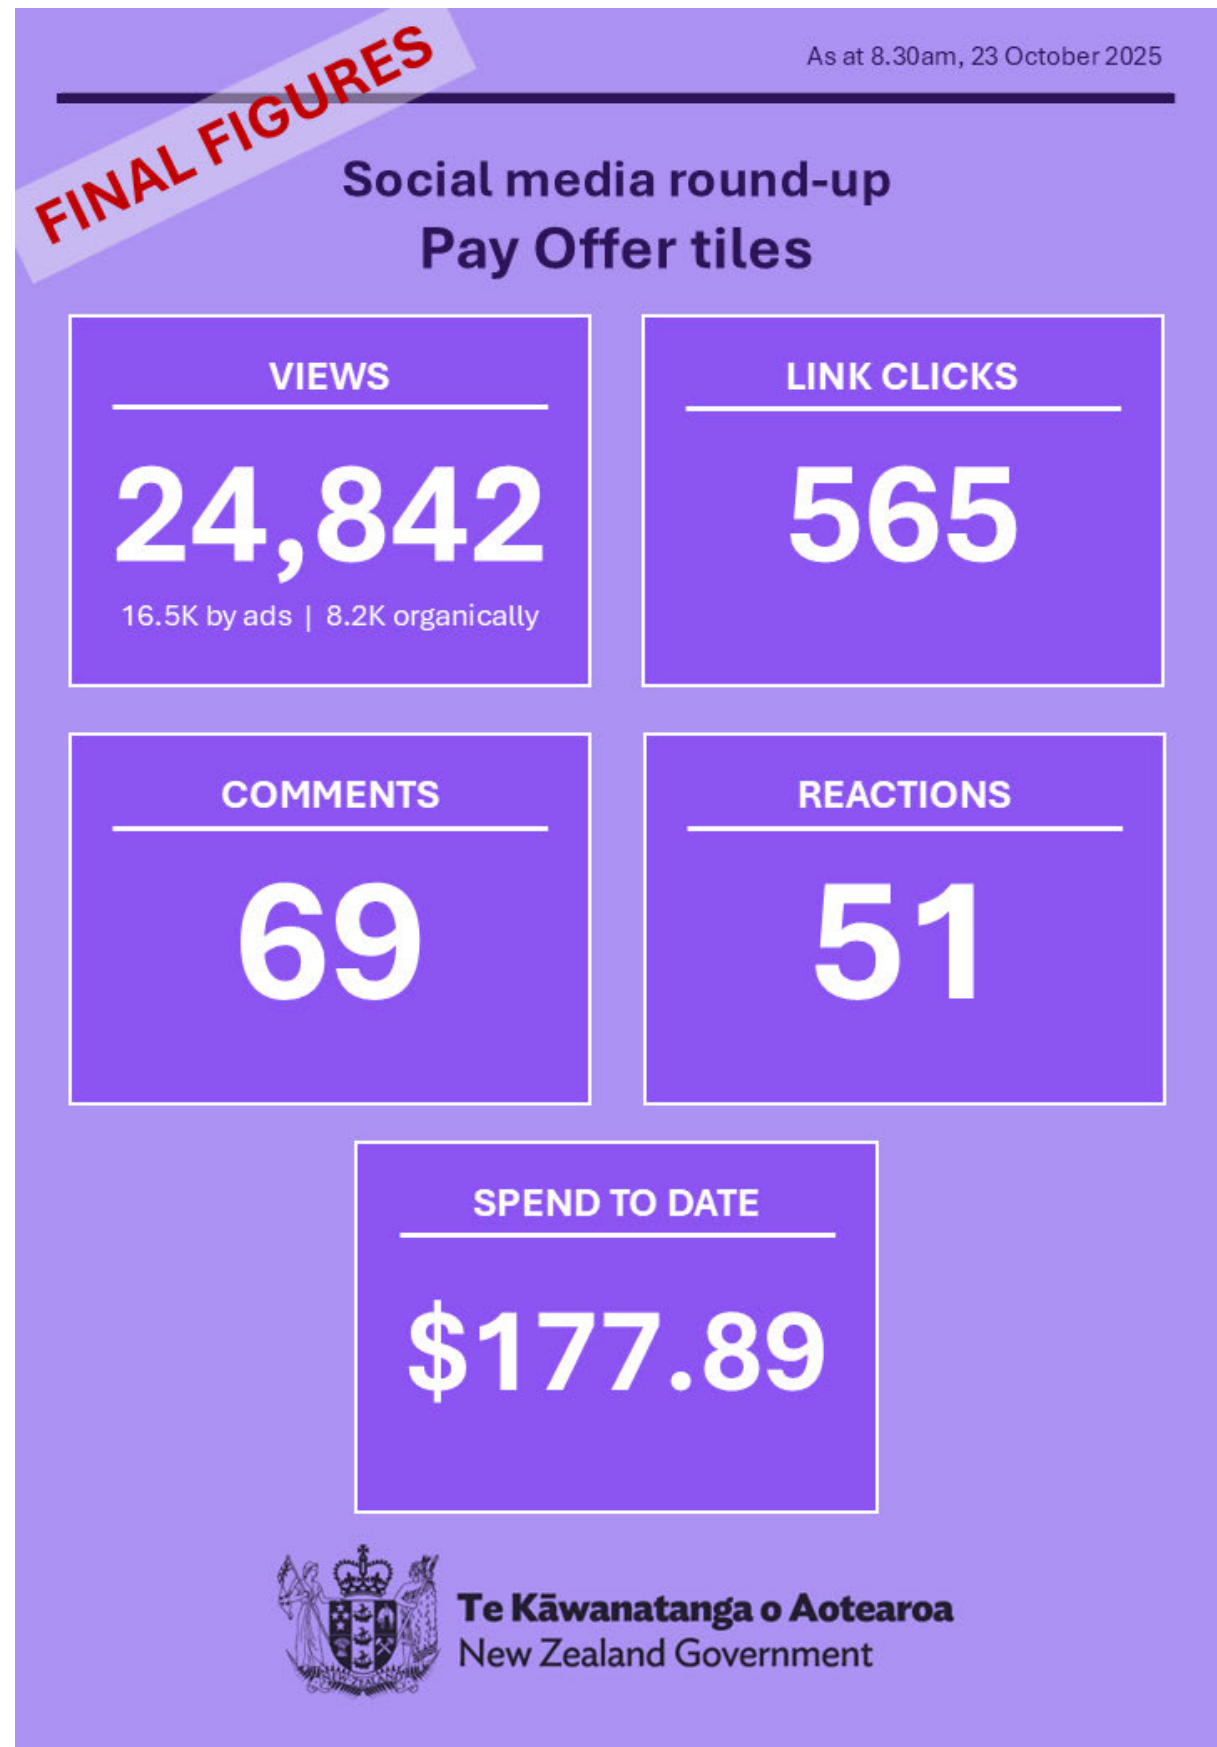 FINAL FIGURES
As at 8.30am, 23 October 2025
Social media round-up
Pay Offer tiles
VIEWS
24,842
16.5K by ads | 8.2K organically
LINK CLICKS
565
COMMENTS
69
REACTIONS
51
SPEND TO DATE
$177.89
NEW ZEALAND
Te Kāwanatanga o Aotearoa
New Zealand Government